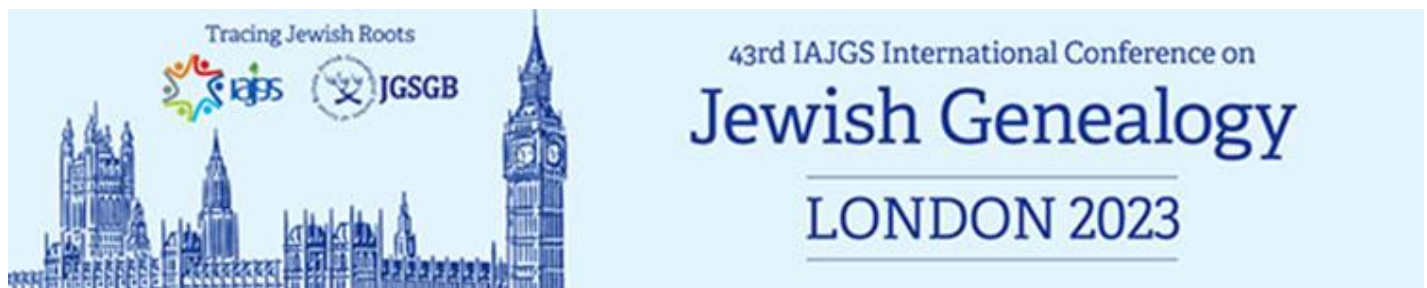 Tracing Jewish Roots
iajgs
JGSGB
43rd IAJGS International Conference on
Jewish Genealogy
LONDON 2023